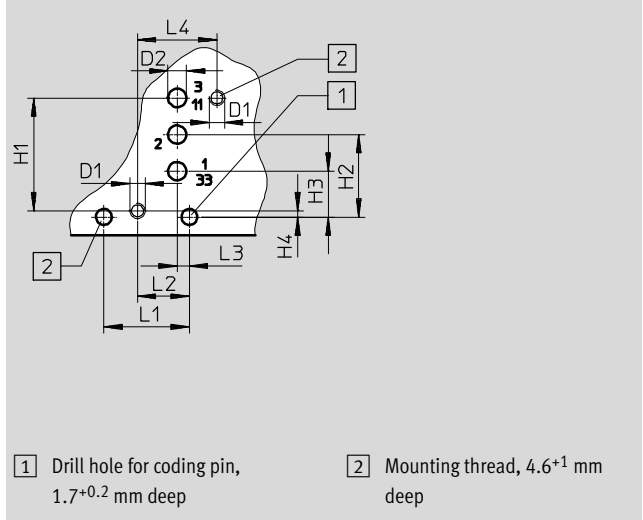 L4
D2
2
3
11
D1
1
2
1
33
H1
D1
H2
H3
H4
2
L3
L2
L1
1 Drill hole for coding pin,
1.7+0.2 mm deep
2 Mounting thread, 4.6+1 mm
deep